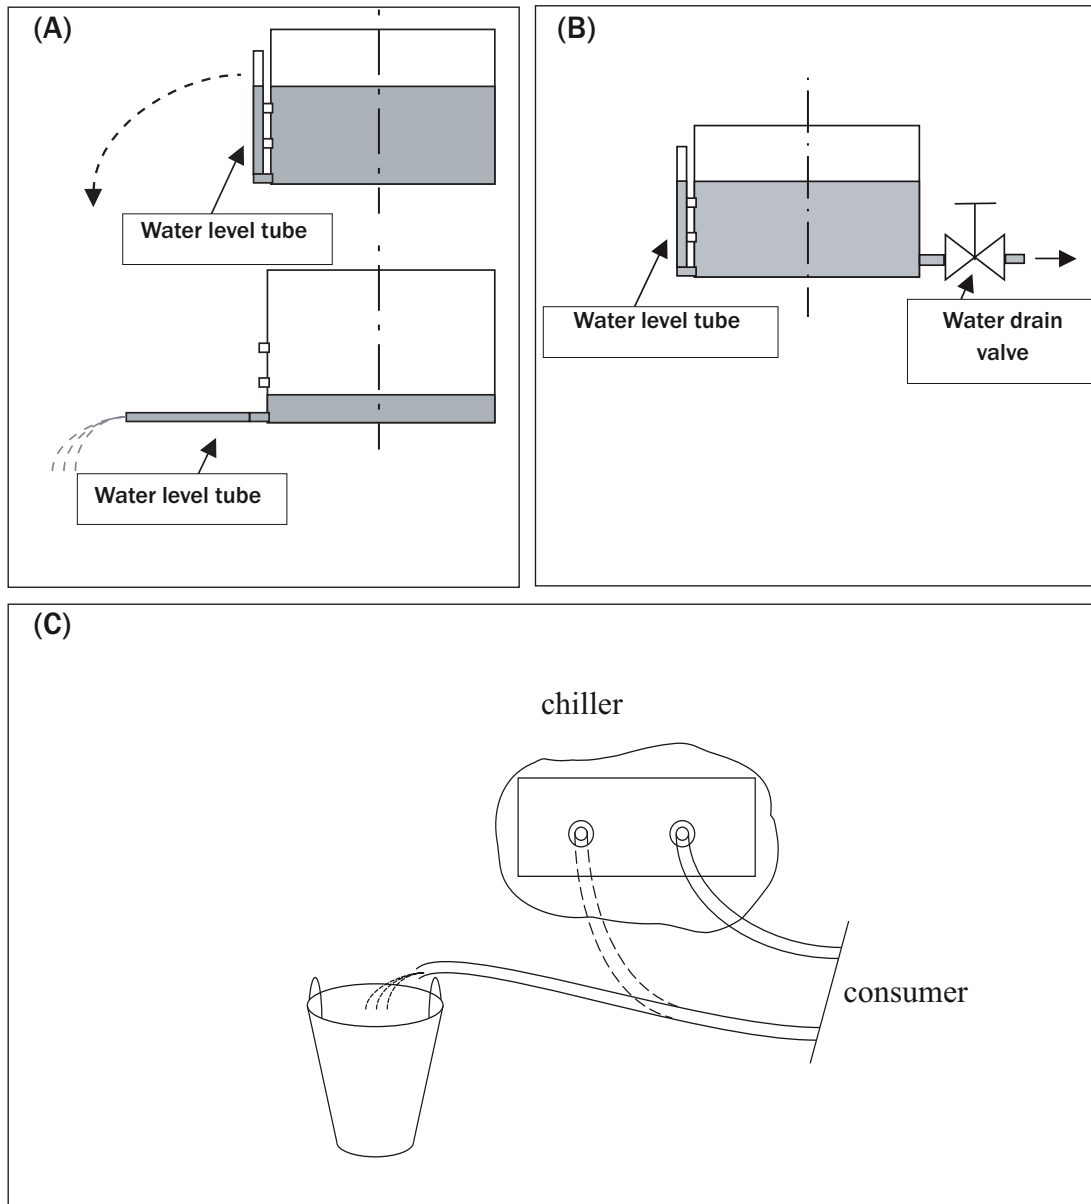 (A)
Water level tube
Water level tube
(B)
Water level tube
Water drain
valve
(C)
chiller
consumer